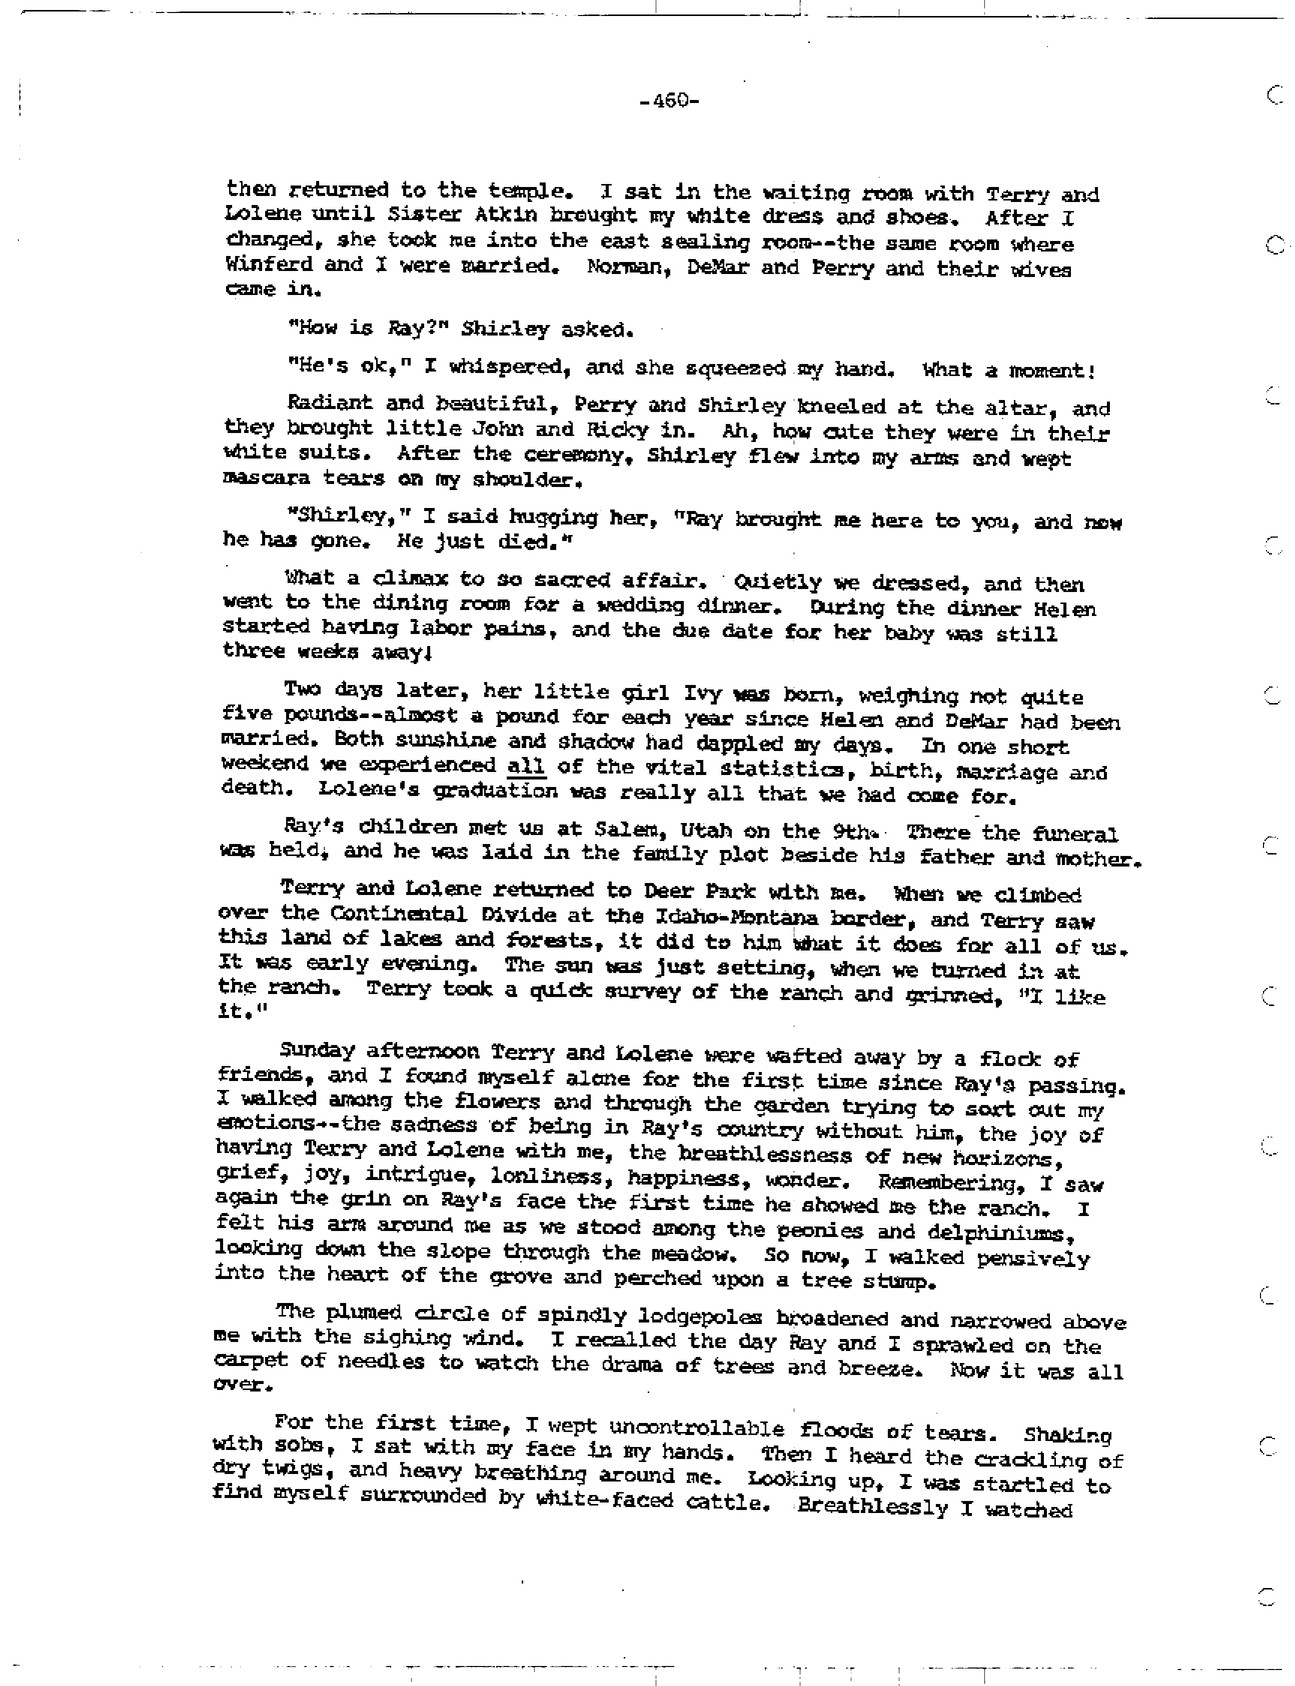 -460-
then returned to the temple. I sat in the waiting room with Terry and
Lolene until Sister Atkin brought my white dress and shoes. After I
changed, she took me into the east sealing room--the same room where
Winferd and I were married. Norman, DeMar and Perry and their wives
came in.
"How is Ray?" Shirley asked.
"He's ok," I whispered, and she squeezed my hand. What a moment!
Radiant and beautiful, Perry and Shirley kneeled at the altar, and
they brought little John and Ricky in. Ah, how cute they were in their
white suits. After the ceremony, Shirley flew into my arms and wept
mascara tears on my shoulder.
"Shirley," I said hugging her, "Ray brought me here to you, and now
he has gone. He just died."
What a climax to so sacred affair. Quietly we dressed, and then
went to the dining room for a wedding dinner. During the dinner Helen
started having labor pains, and the due date for her baby was still
three weeks away!
Two days later, her little girl Ivy was born, weighing not quite
five pounds--almost a pound for each year since Helen and DeMar had been
married. Both sunshine and shadow had dappled my days. In one short
weekend we experienced all of the vital statistics, birth, marriage and
death. Lolene's graduation was really all that we had come for.
Ray's children met us at Salem, Utah on the 9th. There the funeral
was held, and he was laid in the family plot beside his father and mother.
Terry and Lolene returned to Deer Park with me. When we climbed
over the Continental Divide at the Idaho-Montana border, and Terry saw
this land of lakes and forests, it did to him what it does for all of us.
It was early evening. The sun was just setting, when we turned in at
the ranch. Terry took a quick survey of the ranch and grinned, "I like
it."
Sunday afternoon Terry and Lolene were wafted away by a flock of
friends, and I found myself alone for the first time since Ray's passing.
I walked among the flowers and through the garden trying to sort out my
emotions--the sadness of being in Ray's country without him, the joy of
having Terry and Lolene with me, the breathlessness of new horizons,
grief, joy, intrigue, lonliness, happiness, wonder. Remembering, I saw
again the grin on Ray's face the first time he showed me the ranch. I
felt his arm around me as we stood among the peonies and delphiniums,
looking down the slope through the meadow. So now, I walked pensively
into the heart of the grove and perched upon a tree stump.
The plumed circle of spindly lodgepoles broadened and narrowed above
me with the sighing wind. I recalled the day Ray and I sprawled on the
carpet of needles to watch the drama of trees and breeze. Now it was all
over.
For the first time, I wept uncontrollable floods of tears. Shaking
with sobs, I sat with my face in my hands. Then I heard the crackling of
dry twigs, and heavy breathing around me. Looking up, I was startled to
find myself surrounded by white-faced cattle. Breathlessly I watched